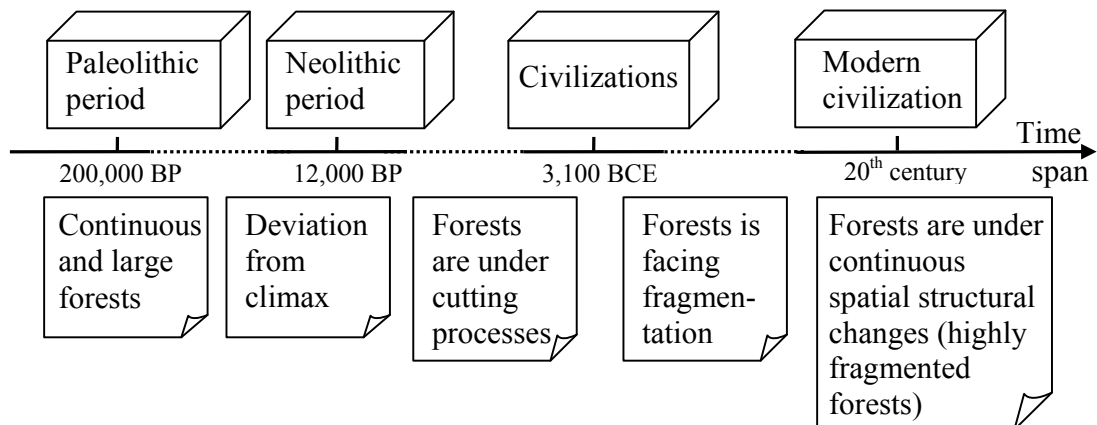 Paleolithic
period
Neolithic
period
Civilizations
Modern
civilization
Time
span
200,000 BP
12,000 BP
3,100 BCE
20th century
Continuous
and large
forests
Deviation
from
climax
Forests
are under
cutting
processes
Forests is
facing
fragmen-
tation
Forests are under
continuous
spatial structural
changes (highly
fragmented
forests)